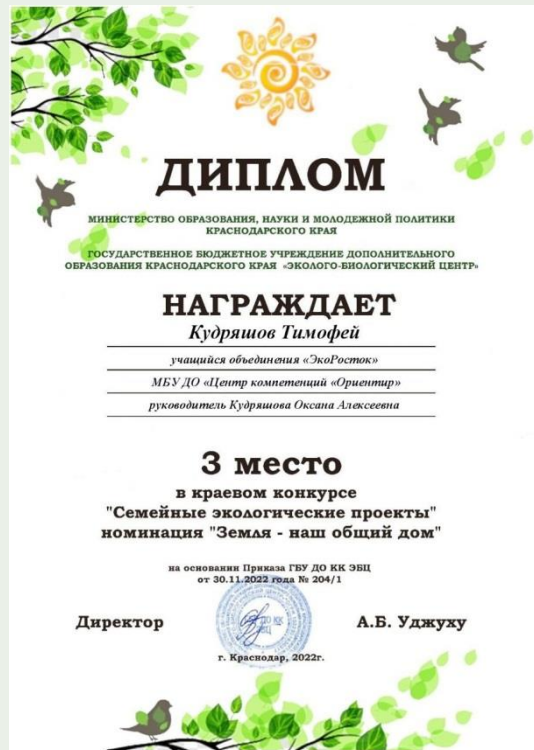 ДИПЛОМ
МИНИСТЕРСТВО ОБРАЗОВАНИЯ, НАУКИ И МОЛОДЕЖНОЙ ПОЛИТИКИ
КРАСНОДАРСКОГО КРАЯ
ГОСУДАРСТВЕННОЕ БЮДЖЕТНОЕ УЧРЕЖДЕНИЕ ДОПОЛНИТЕЛЬНОГО
ОБРАЗОВАНИЯ КРАСНОДАРСКОГО КРАЯ «ЭКОЛОГО-БИОЛОГИЧЕСКИЙ ЦЕНТР»
НАГРАЖДАЕТ
Кудряшов Тимофей
учащийся объединения «ЭкоРосток»
МБУ ДО «Центр компетенций «Ориентир»
руководитель Кудряшова Оксана Алексеевна
3 место
в краевом конкурсе
"Семейные экологические проекты"
номинация "Земля - наш общий дом"
на основании Приказа ГБУ ДО КК ЭБЦ
от 30.11.2022 года № 204/1
Директор А.Б. Уджуху
г. Краснодар, 2022г.